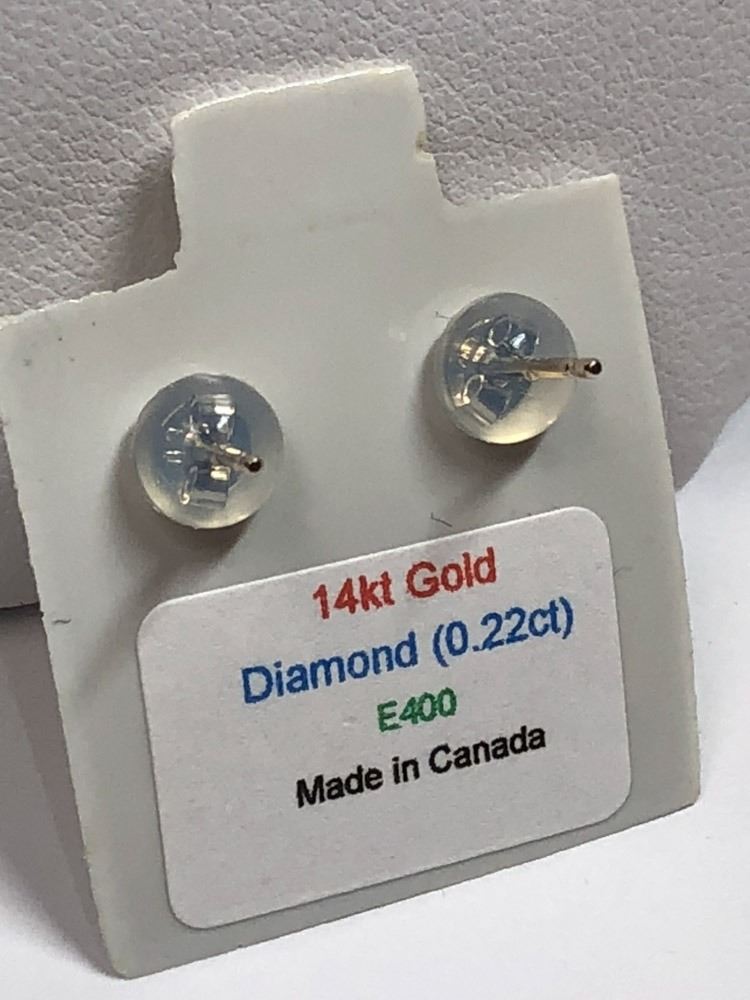 14kt Gold
Diamond (0.22ct)
E400
Made in Canada